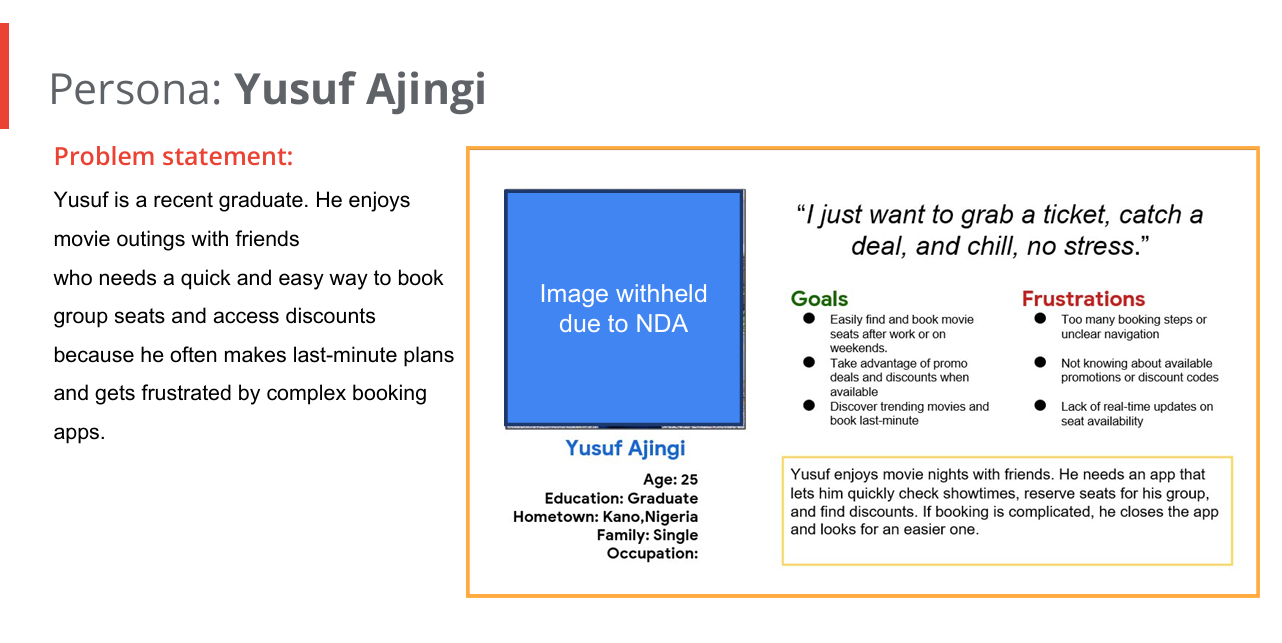 Persona: Yusuf Ajingi
Problem statement:
Yusuf is a recent graduate. He enjoys
movie outings with friends
who needs a quick and easy way to book
group seats and access discounts
because he often makes last-minute plans
and gets frustrated by complex booking
apps.
Image withheld
due to NDA
Yusuf Ajingi
Age: 25
Education: Graduate
Hometown: Kano,Nigeria
Family: Single
Occupation:
“I just want to grab a ticket, catch a
deal, and chill, no stress.”
Goals
● Easily find and book movie
seats after work or on
weekends.
● Take advantage of promo
deals and discounts when
available
● Discover trending movies and
book last-minute
Frustrations
● Too many booking steps or
unclear navigation
● Not knowing about available
promotions or discount codes
● Lack of real-time updates on
seat availability
Yusuf enjoys movie nights with friends. He needs an app that
lets him quickly check showtimes, reserve seats for his group,
and find discounts. If booking is complicated, he closes the app
and looks for an easier one.